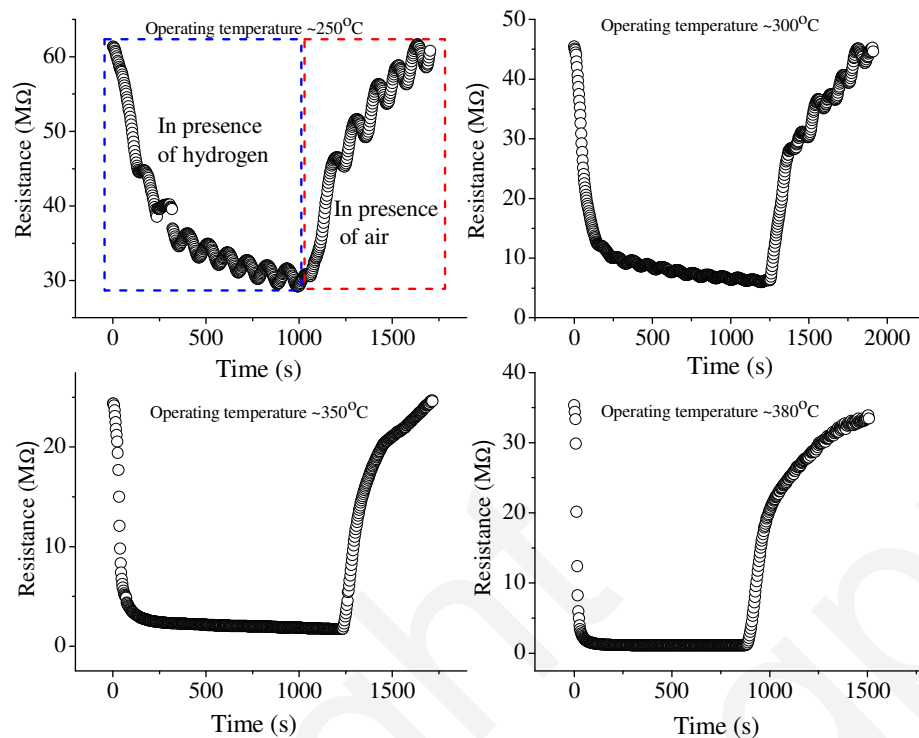 Operating temperature ~250°C
60
50
40
30
Resistance (MΩ)
In presence
of hydrogen
In presence
of air
0
500
1000
1500
Time (s)
Operating temperature ~300°C
50
40
30
20
10
0
Resistance (MΩ)
0
500
1000
1500
2000
Time (s)
Operating temperature ~350°C
20
10
0
Resistance (MΩ)
0
500
1000
1500
Time (s)
Operating temperature ~380°C
40
30
20
10
0
Resistance (MΩ)
0
500
1000
1500
Time (s)